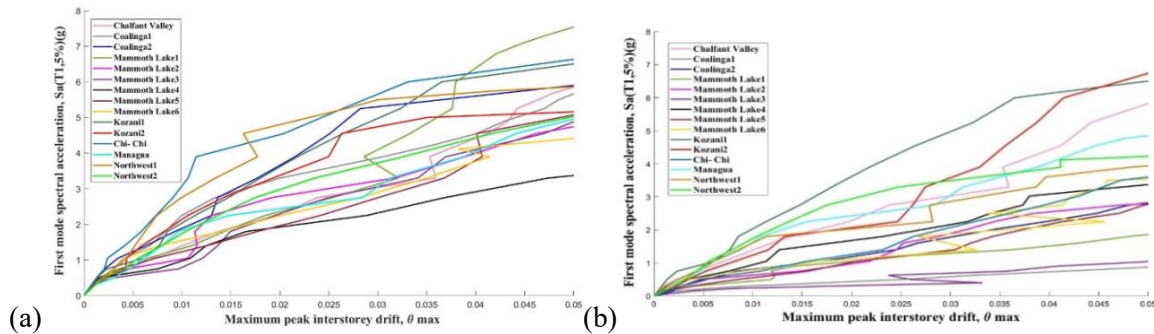 First mode spectral acceleration, Sa(T1,5%)(g)
8
7
6
5
4
3
2
1
0
Chalfant Valley
Coalinga1
Coalinga2
Mammoth Lake1
Mammoth Lake2
Mammoth Lake3
Mammoth Lake4
Mammoth Lake5
Mammoth Lake6
Kozani1
Kozani2
Chi- Chi
Managua
Northwest1
Northwest2
0.005 0.01 0.015 0.02 0.025 0.03 0.035 0.04 0.045 0.05
Maximum peak interstorey drift, θ max
(a)
First mode spectral acceleration, Sa(T1,5%)(g)
8
7
6
5
4
3
2
1
0
Chalfant Valley
Coalinga1
Coalinga2
Mammoth Lake1
Mammoth Lake2
Mammoth Lake3
Mammoth Lake4
Mammoth Lake5
Mammoth Lake6
Kozani1
Kozani2
Chi- Chi
Managua
Northwest1
Northwest2
0.005 0.01 0.015 0.02 0.025 0.03 0.035 0.04 0.045 0.05
Maximum peak interstorey drift, θ max
(b)